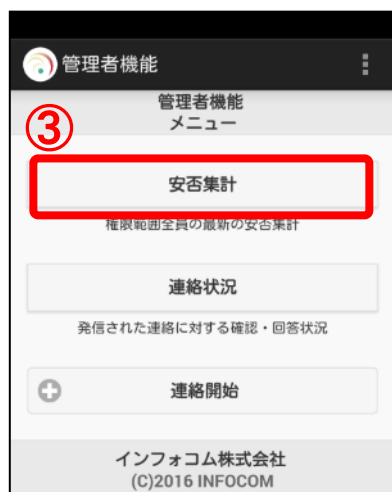 管理者機能
管理者機能
メニュー
③
安否集計
権限範囲全員の最新の安否集計
連絡状況
発信された連絡に対する確認・回答状況
連絡開始
インフォコム株式会社
(C)2016 INFOCOM